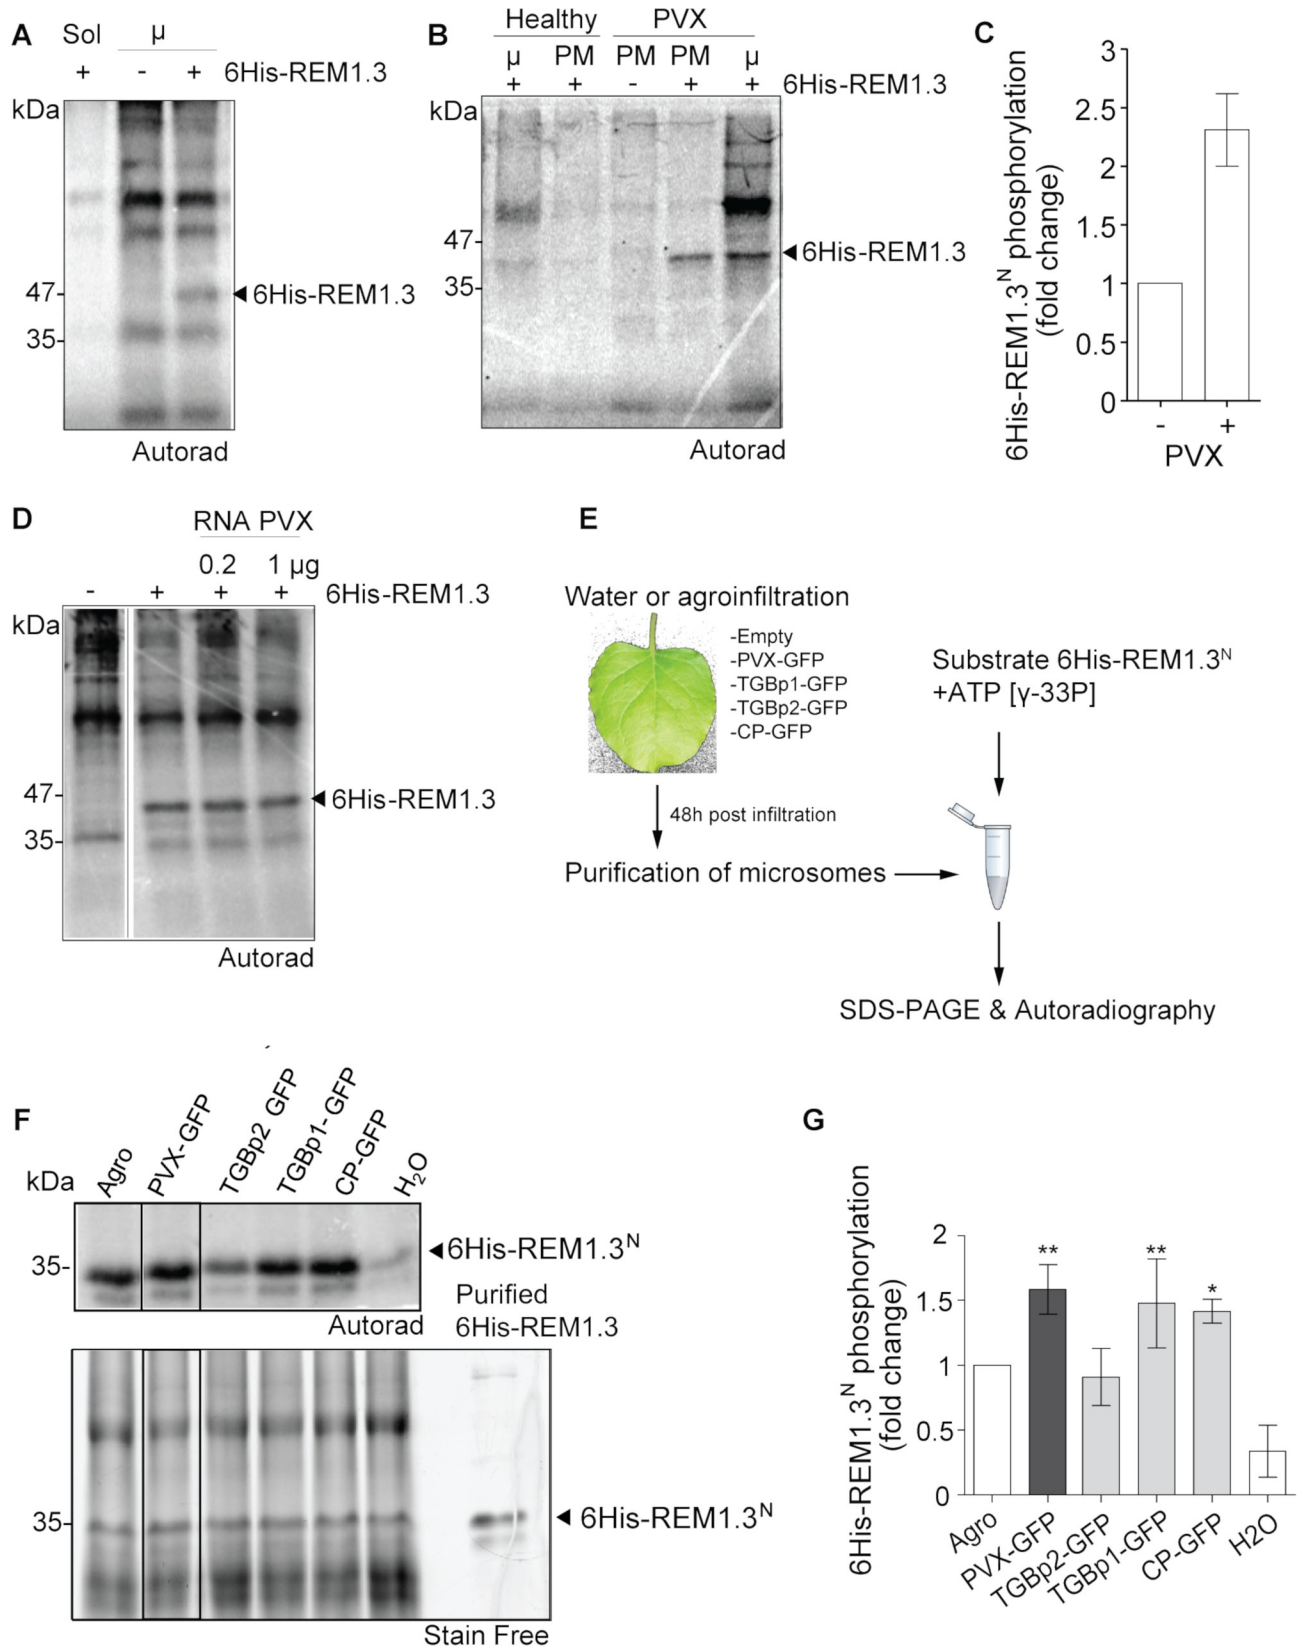 A
Sol µ
+ - + 6His-REM1.3
kDa
47-
35-
6His-REM1.3
Autorad
B
Healthy PVX
µ PM PM PM µ
+ + - + + 6His-REM1.3
kDa
47-
35-
6His-REM1.3
Autorad
C
6His-REM1.3N phosphorylation
(fold change)
3
2.5
2
1.5
1
0.5
0
- +
PVX
D
RNA PVX
0.2 1 µg
- + + + 6His-REM1.3
kDa
47-
35-
6His-REM1.3
Autorad
E
Water or agroinfiltration
-Empty
-PVX-GFP
-TGBp1-GFP
-TGBp2-GFP
-CP-GFP
48h post infiltration
Purification of microsomes
Substrate 6His-REM1.3N
+ATP [γ-33P]
SDS-PAGE & Autoradiography
F
kDa
Agro
PVX-GFP
TGBp2 GFP
TGBp1-GFP
CP-GFP
H2O
35-
6His-REM1.3N
Autorad
Purified
6His-REM1.3
35-
6His-REM1.3N
Stain Free
G
6His-REM1.3N phosphorylation
(fold change)
2
1.5
1
0.5
0
** ** *
Agro
PVX-GFP
TGBp2-GFP
TGBp1-GFP
CP-GFP
H2O